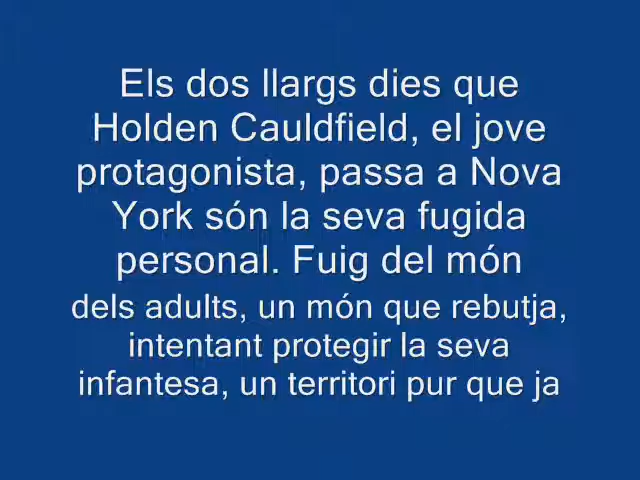 Els dos llargs dies que
Holden Cauldfield, el jove
protagonista, passa a Nova
York són la seva fugida
personal. Fuig del món
dels adults, un món que rebutja,
intentant protegir la seva
infantesa, un territori pur que ja